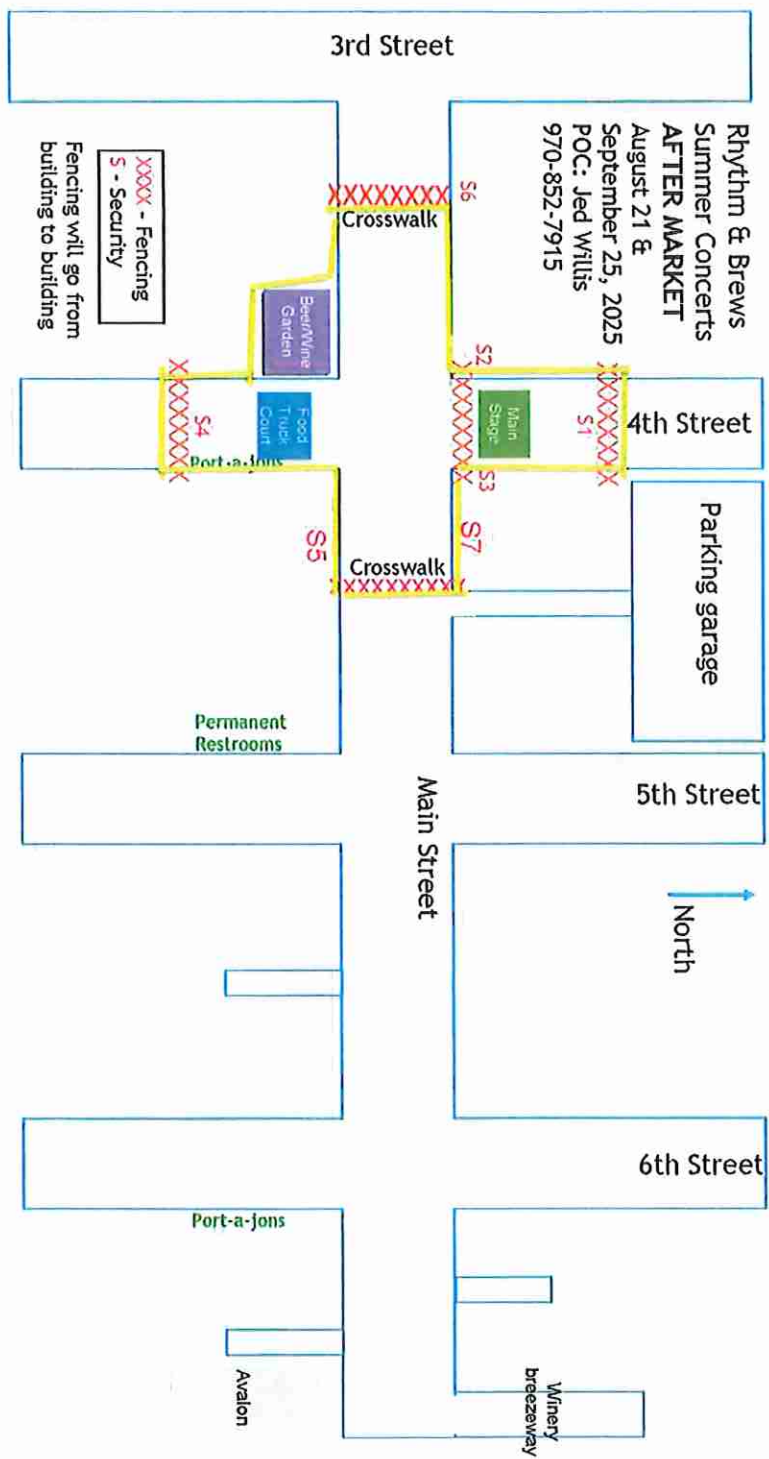 3rd Street
Rhythm & Brews
Summer Concerts
AFTER MARKET
August 21 &
September 25, 2025
POC: Jed Willis
970-852-7915
XXXX - Fencing
S - Security
Fencing will go from
building to building
S6
Crosswalk
Beer/Wine
Garden
S2
S1
4th Street
Main
Stage
S3
Food
Truck
Court
S4
Port-a-jons
S5
S7
Crosswalk
Parking garage
Permanent
Restrooms
Main Street
5th Street
North
6th Street
Port-a-jons
Avalon
Winery
breezeway